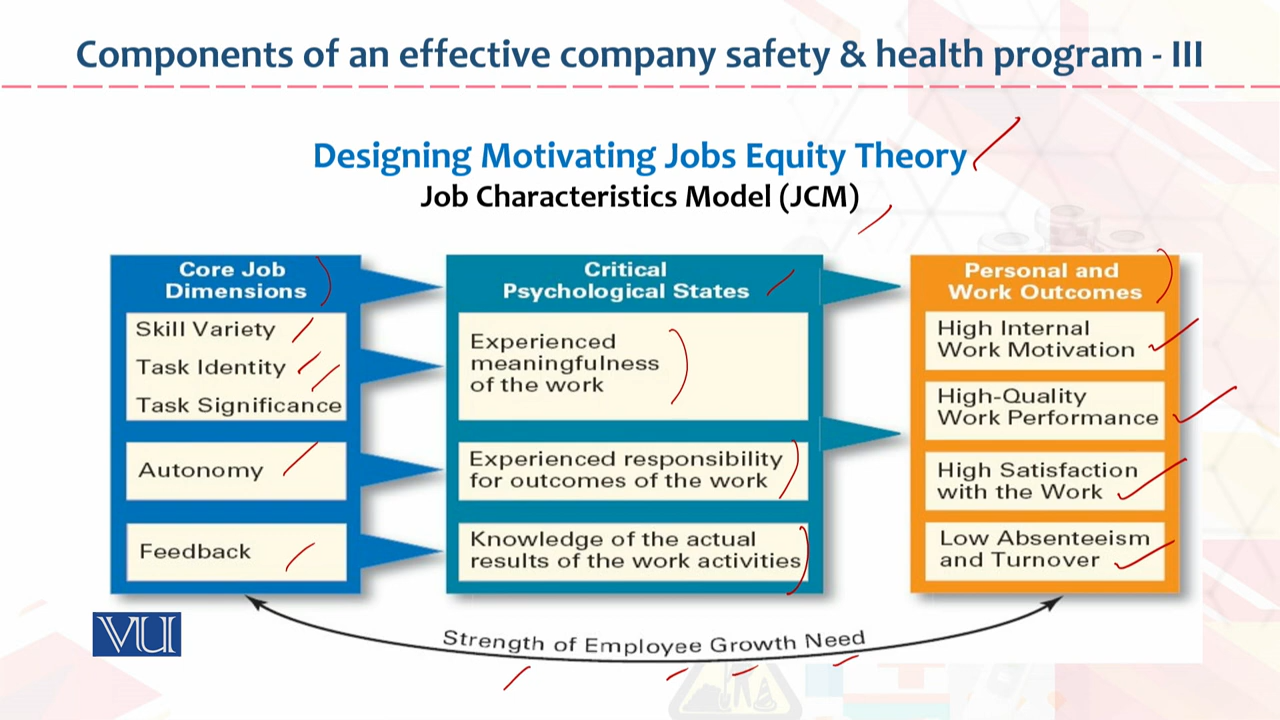 Components of an effective company safety & health program - III
Designing Motivating Jobs Equity Theory
Job Characteristics Model (JCM)
Core Job
Dimensions
Skill Variety
Task Identity
Task Significance
Autonomy
Feedback
Critical
Psychological States
Experienced
meaningfulness
of the work
Experienced responsibility
for outcomes of the work
Knowledge of the actual
results of the work activities
Personal and
Work Outcomes
High Internal
Work Motivation
High-Quality
Work Performance
High Satisfaction
with the Work
Low Absenteeism
and Turnover
Strength of Employee Growth Need
VU